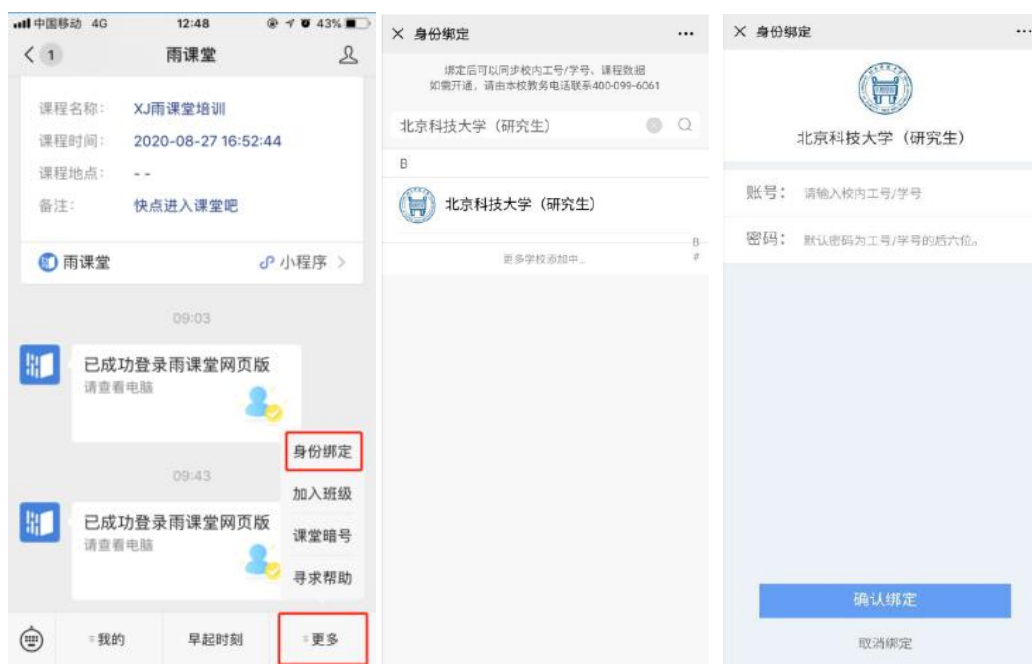 中国移动 4G 12:48 43%
1 雨课堂
课程名称: XJ雨课堂培训
课程时间: 2020-08-27 16:52:44
课程地点: - -
备注: 快点进入课堂吧
雨课堂 小程序
09:03
已成功登录雨课堂网页版
请查看电脑
身份绑定
09:43
加入班级
已成功登录雨课堂网页版
课堂暗号
请查看电脑
寻求帮助
我的 早起时刻 更多
身份绑定
绑定后可以同步校内工号/学号、课程数据
如需开通,请由本校教务电话联系400-099-6061
北京科技大学(研究生)
B
北京科技大学(研究生)
B
#
更多学校添加中...
身份绑定
北京科技大学(研究生)
账号: 请输入校内工号/学号
密码: 默认密码为工号/学号的后六位。
确认绑定
取消绑定